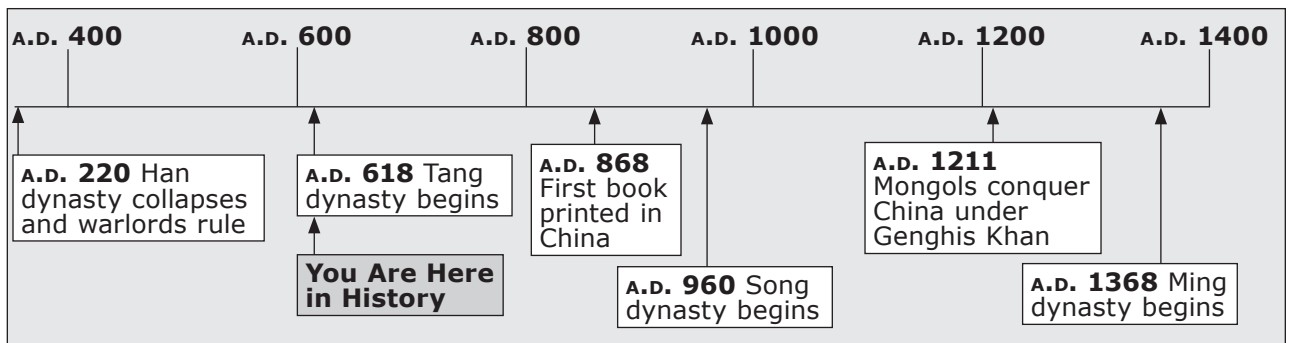 A.D. 400 A.D. 600 A.D. 800 A.D. 1000 A.D. 1200 A.D. 1400
A.D. 220 Han
dynasty collapses
and warlords rule
A.D. 618 Tang
dynasty begins
You Are Here
in History
A.D. 868
First book
printed in
China
A.D. 960 Song
dynasty begins
A.D. 1211
Mongols conquer
China under
Genghis Khan
A.D. 1368 Ming
dynasty begins